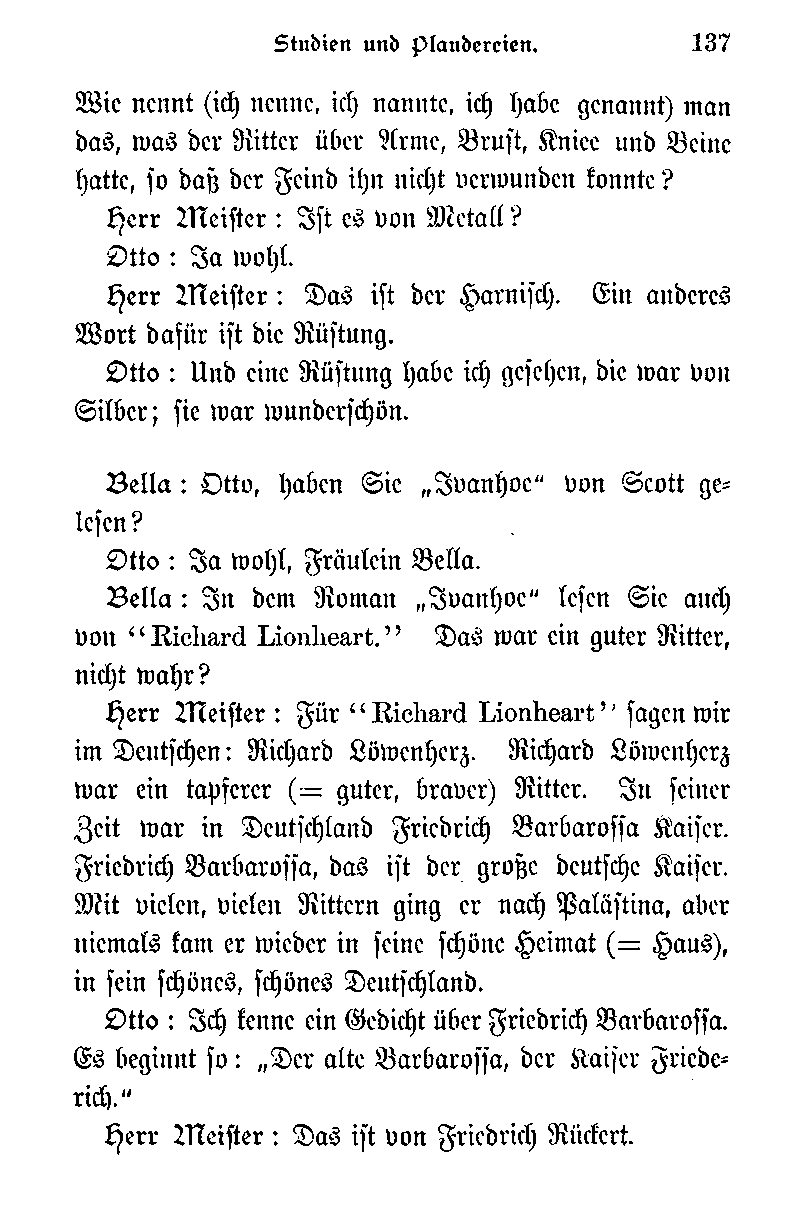 Studien und Plaudereien. 137
Wie nennt (ich nenne, ich nannte, ich habe genannt) man
das, was der Ritter über Arme, Brust, Kniee und Beine
hatte, so daß der Feind ihn nicht verwunden konnte?
Herr Meister: Ist es von Metall?
Otto: Ja wohl.
Herr Meister: Das ist der Harnisch. Ein anderes
Wort dafür ist die Rüstung.
Otto: Und eine Rüstung habe ich gesehen, die war von
Silber; sie war wunderschön.
Bella: Otto, haben Sie „Ivanhoe“ von Scott ge-
lesen?
Otto: Ja wohl, Fräulein Bella.
Bella: In dem Roman „Ivanhoe“ lesen Sie auch
von “Richard Lionheart.” Das war ein guter Ritter,
nicht wahr?
Herr Meister: Für “Richard Lionheart” sagen wir
im Deutschen: Richard Löwenherz. Richard Löwenherz
war ein tapferer (= guter, braver) Ritter. In seiner
Zeit war in Deutschland Friedrich Barbarossa Kaiser.
Friedrich Barbarossa, das ist der große deutsche Kaiser.
Mit vielen, vielen Rittern ging er nach Palästina, aber
niemals kam er wieder in seine schöne Heimat (= Haus),
in sein schönes, schönes Deutschland.
Otto: Ich kenne ein Gedicht über Friedrich Barbarossa.
Es beginnt so: „Der alte Barbarossa, der Kaiser Friede-
rich.“
Herr Meister: Das ist von Friedrich Rückert.